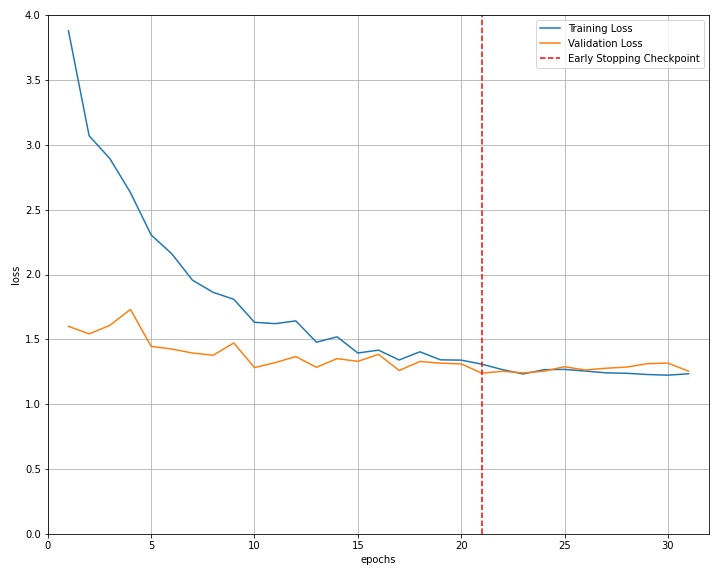 4.0
3.5
3.0
2.5
2.0
1.5
1.0
0.5
0.0
loss
0 5 10 15 20 25 30
epochs
Training Loss
Validation Loss
Early Stopping Checkpoint